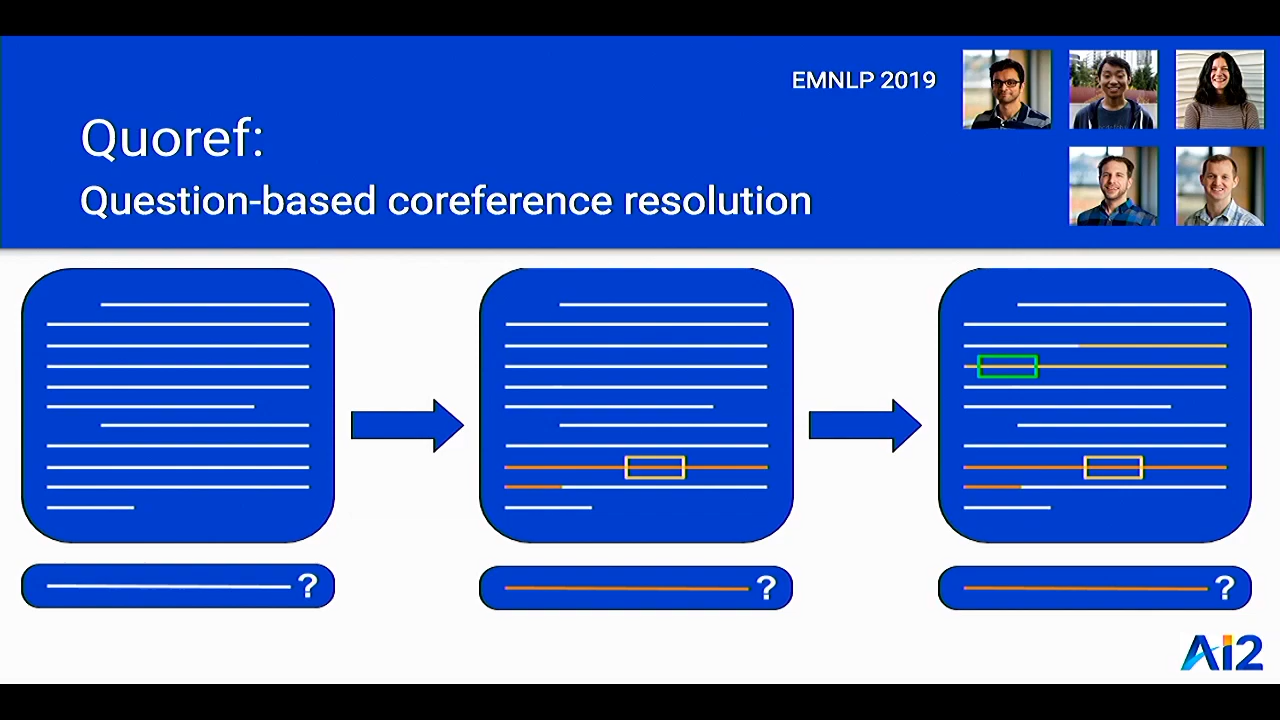 EMNLP 2019
Quoref:
Question-based coreference resolution
?
?
?
Ai2